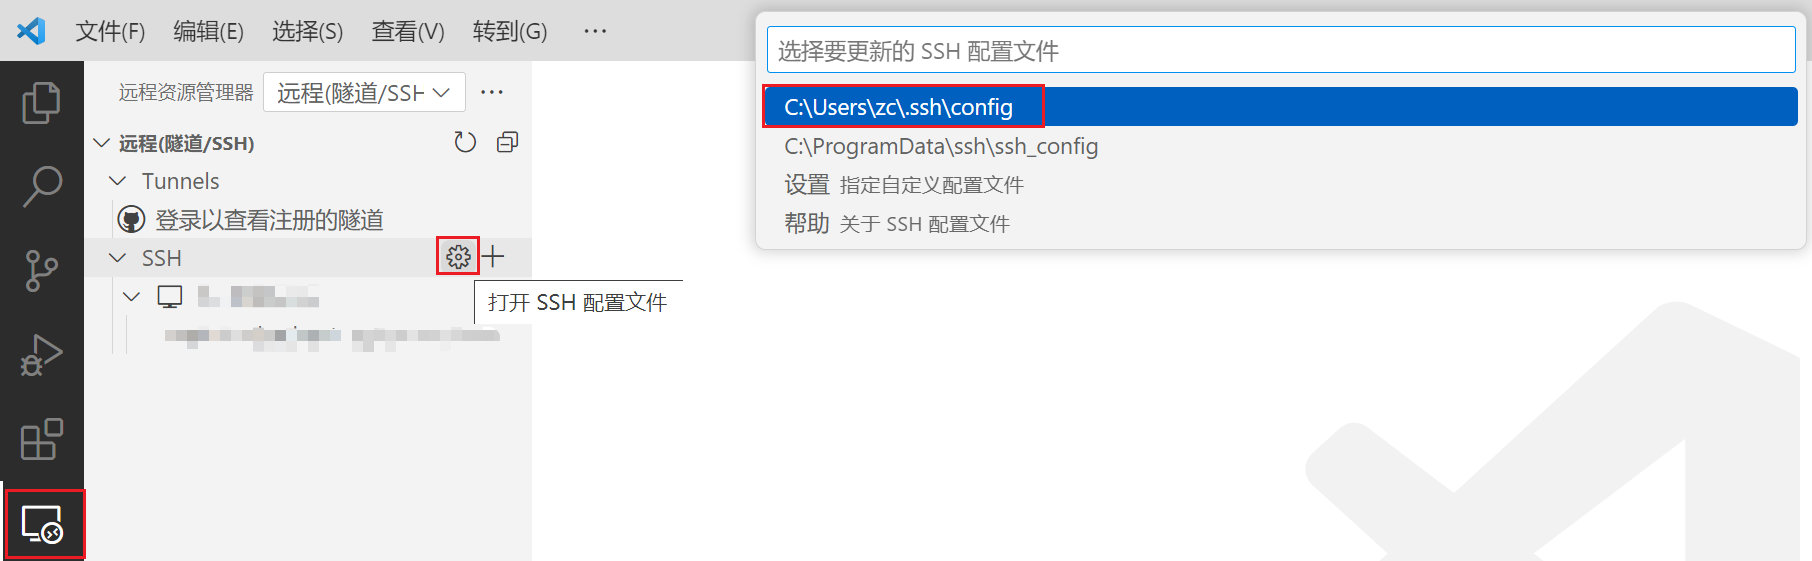 文件(F) 编辑(E) 选择(S) 查看(V) 转到(G) ···
远程资源管理器 远程(隧道/SSH ···
远程(隧道/SSH)
Tunnels
登录以查看注册的隧道
SSH
打开 SSH 配置文件
选择要更新的 SSH 配置文件
C:\Users\zc\.ssh\config
C:\ProgramData\ssh\ssh_config
设置 指定自定义配置文件
帮助 关于 SSH 配置文件